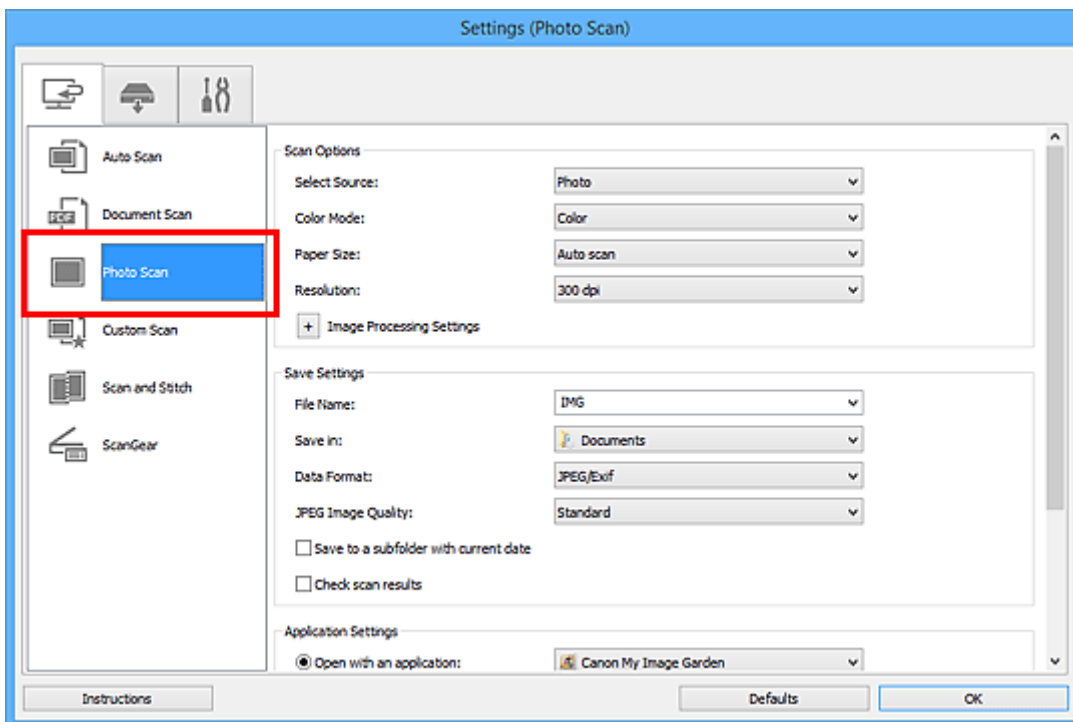 Settings (Photo Scan)
Auto Scan
PDF
Document Scan
Photo Scan
Custom Scan
Scan and Stitch
ScanGear
Scan Options
Select Source: Photo
Color Mode: Color
Paper Size: Auto scan
Resolution: 300 dpi
+ Image Processing Settings
Save Settings
File Name: IMG
Save in: Documents
Data Format: JPEG/Exif
JPEG Image Quality: Standard
Save to a subfolder with current date
Check scan results
Application Settings
Open with an application: Canon My Image Garden
Instructions Defaults OK